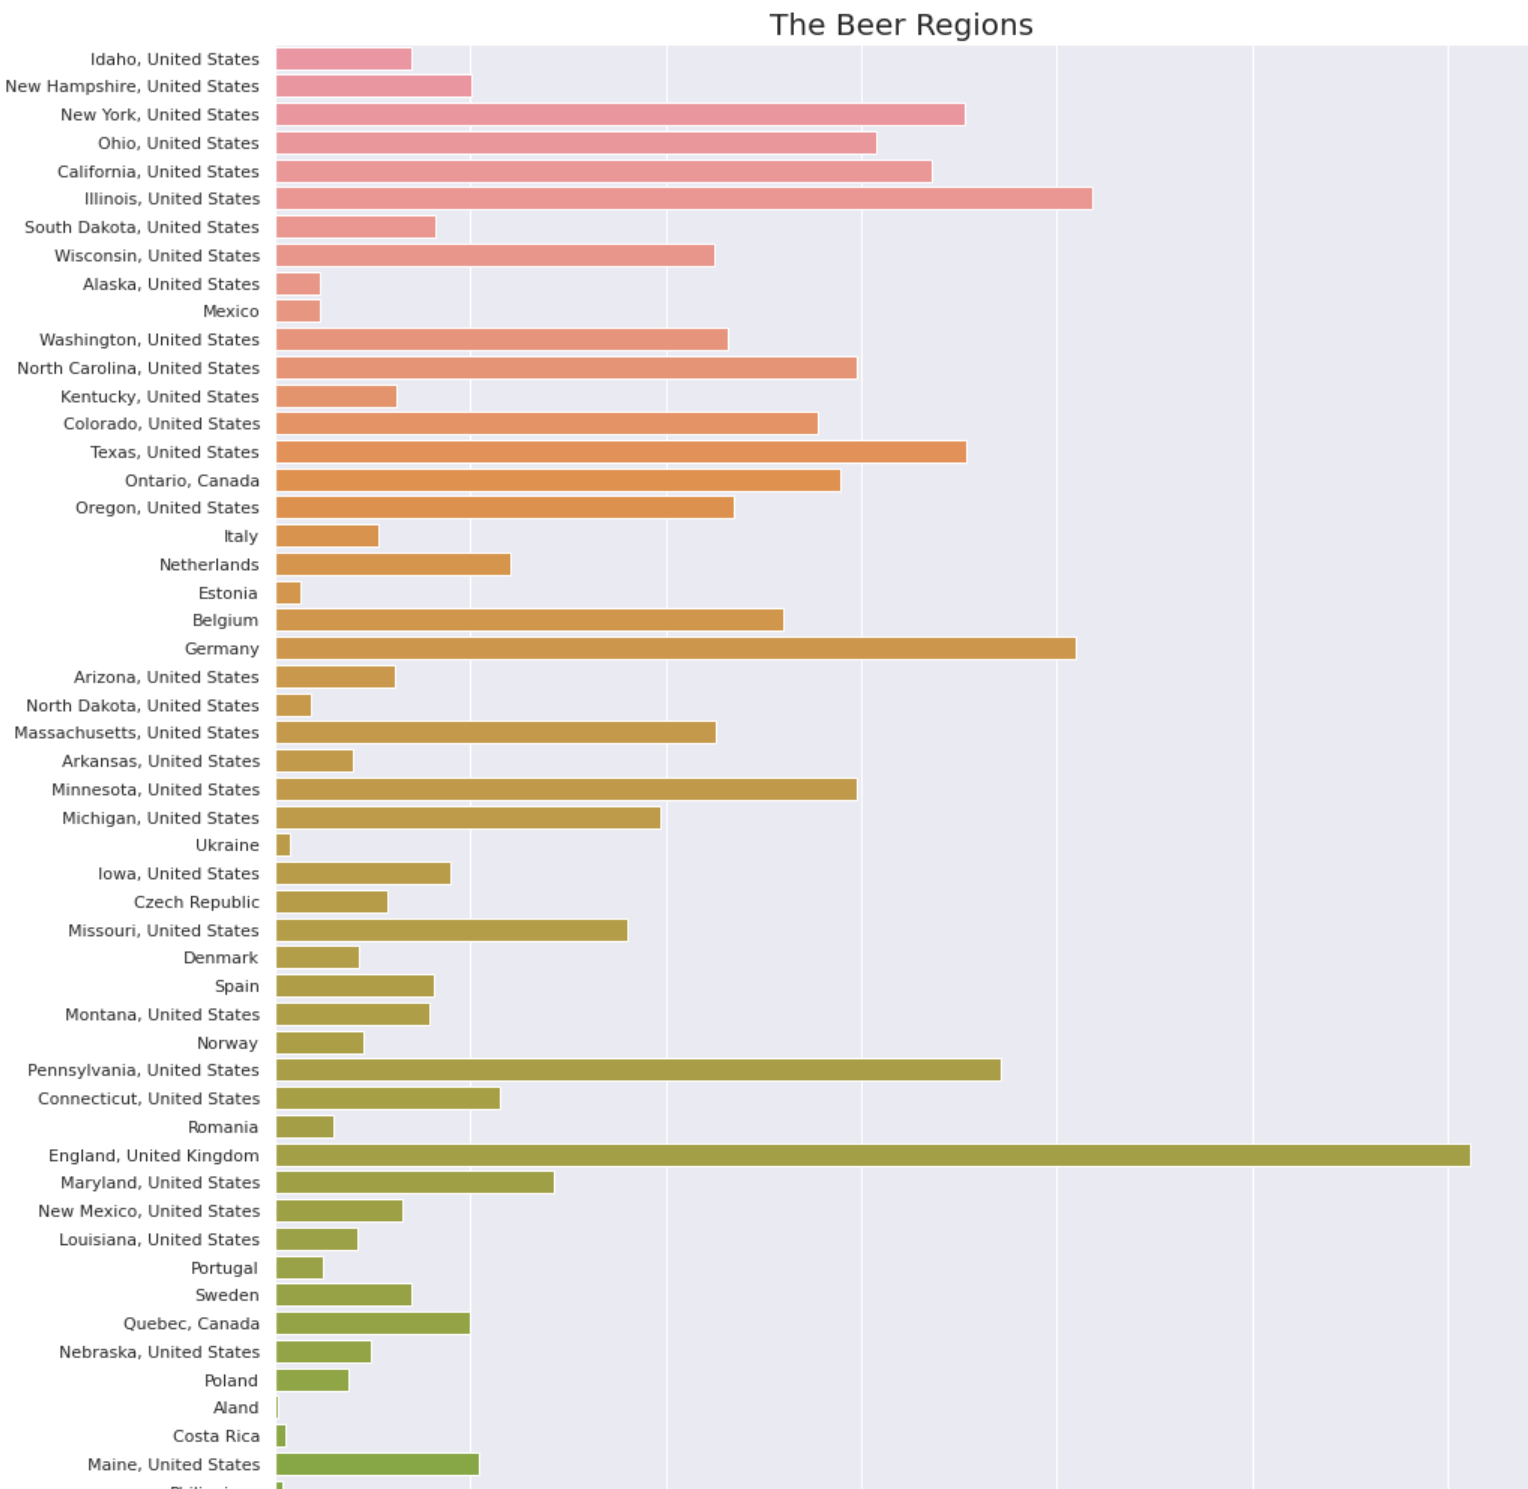 The Beer Regions
Idaho, United States
New Hampshire, United States
New York, United States
Ohio, United States
California, United States
Illinois, United States
South Dakota, United States
Wisconsin, United States
Alaska, United States
Mexico
Washington, United States
North Carolina, United States
Kentucky, United States
Colorado, United States
Texas, United States
Ontario, Canada
Oregon, United States
Italy
Netherlands
Estonia
Belgium
Germany
Arizona, United States
North Dakota, United States
Massachusetts, United States
Arkansas, United States
Minnesota, United States
Michigan, United States
Ukraine
Iowa, United States
Czech Republic
Missouri, United States
Denmark
Spain
Montana, United States
Norway
Pennsylvania, United States
Connecticut, United States
Romania
England, United Kingdom
Maryland, United States
New Mexico, United States
Louisiana, United States
Portugal
Sweden
Quebec, Canada
Nebraska, United States
Poland
Aland
Costa Rica
Maine, United States